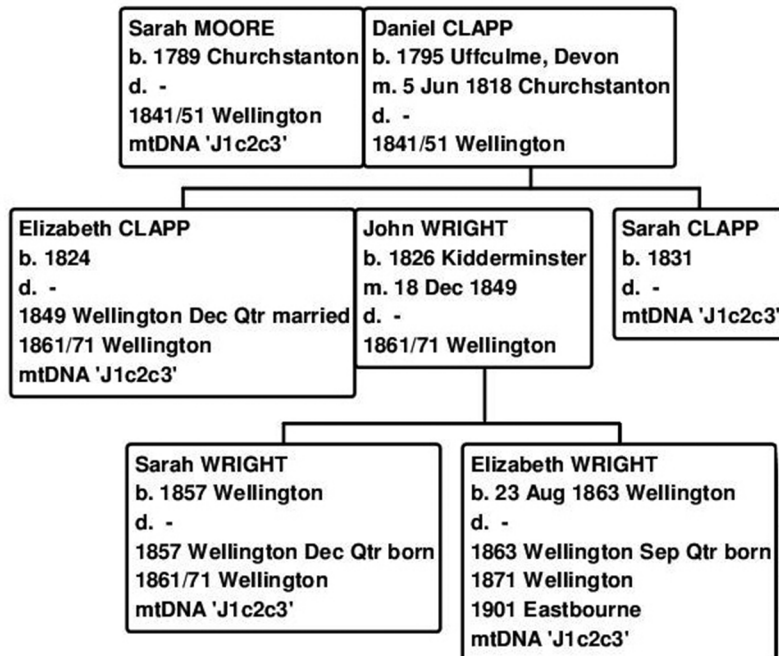 Sarah MOORE
b. 1789 Churchstanton
d. -
1841/51 Wellington
mtDNA 'J1c2c3'
Daniel CLAPP
b. 1795 Uffculme, Devon
m. 5 Jun 1818 Churchstanton
d. -
1841/51 Wellington
Elizabeth CLAPP
b. 1824
d. -
1849 Wellington Dec Qtr married
1861/71 Wellington
mtDNA 'J1c2c3'
John WRIGHT
b. 1826 Kidderminster
m. 18 Dec 1849
d. -
1861/71 Wellington
Sarah CLAPP
b. 1831
d. -
mtDNA 'J1c2c3'
Sarah WRIGHT
b. 1857 Wellington
d. -
1857 Wellington Dec Qtr born
1861/71 Wellington
mtDNA 'J1c2c3'
Elizabeth WRIGHT
b. 23 Aug 1863 Wellington
d. -
1863 Wellington Sep Qtr born
1871 Wellington
1901 Eastbourne
mtDNA 'J1c2c3'